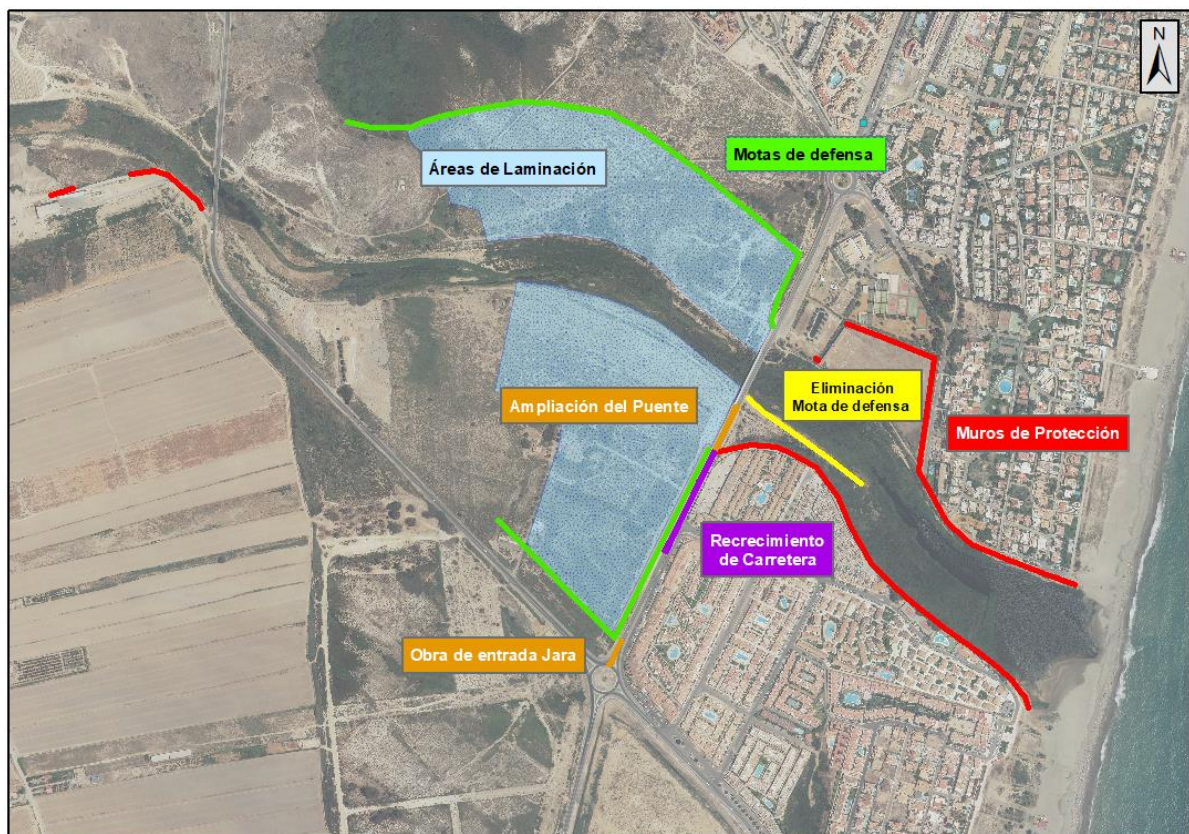 N
Motas de defensa
Áreas de Laminación
Eliminación
Mota de defensa
Ampliación del Puente
Muros de Protección
Recrecimiento
de Carretera
Obra de entrada Jara